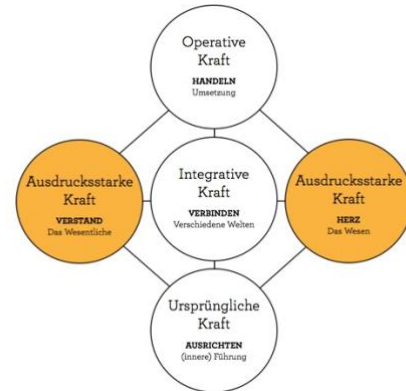 Operative
Kraft
HANDELN
Umsetzung
Ausdrucksstarke
Kraft
VERSTAND
Das Wesentliche
Integrative
Kraft
VERBINDEN
Verschiedene Welten
Ausdrucksstarke
Kraft
HERZ
Das Wesen
Ursprüngliche
Kraft
AUSRICHTEN
(innere) Führung